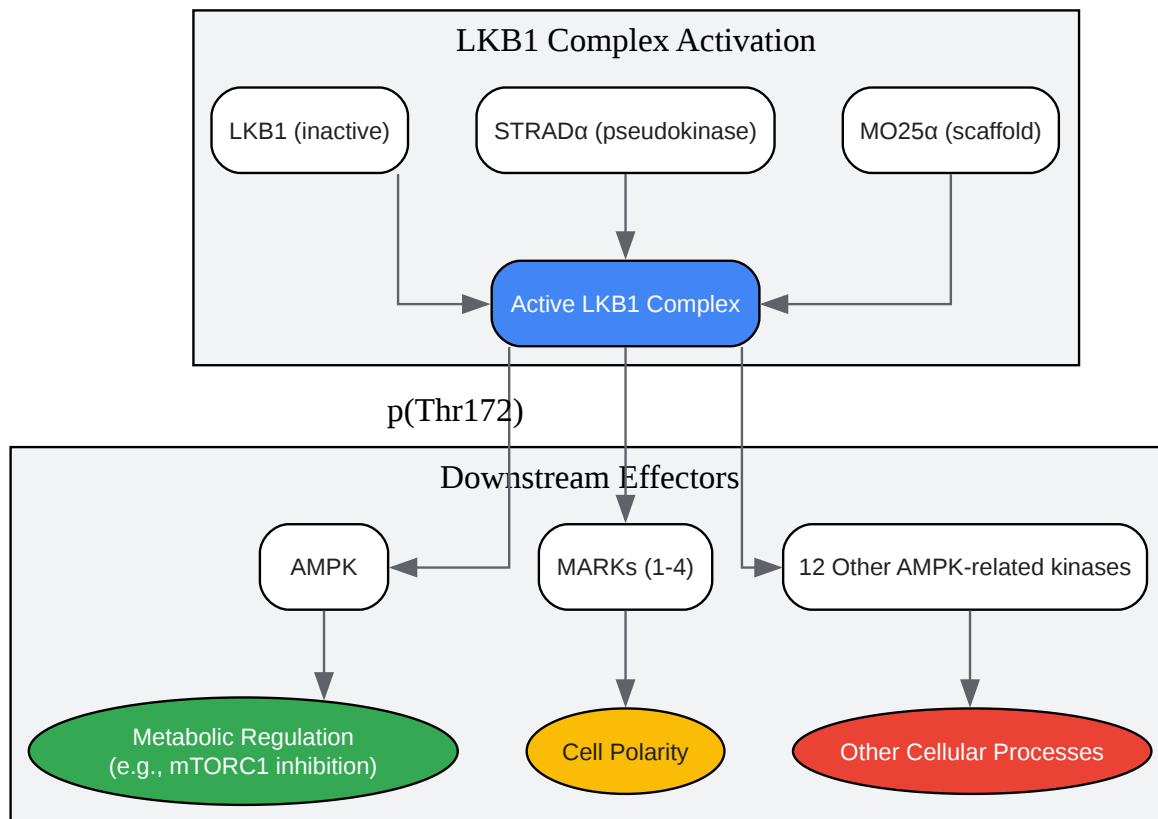 LKB1 Complex Activation
LKB1 (inactive)
STRADα (pseudokinase)
MO25α (scaffold)
Active LKB1 Complex
p(Thr172)
Downstream Effectors
AMPK
MARKs (1-4)
12 Other AMPK-related kinases
Metabolic Regulation
(e.g., mTORC1 inhibition)
Cell Polarity
Other Cellular Processes